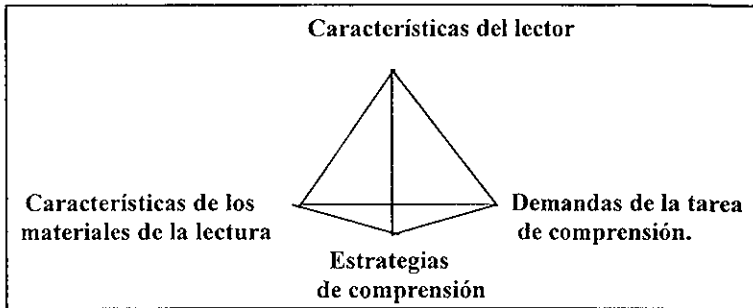 Características del lector
Características de los
materiales de la lectura
Demandas de la tarea
de comprensión.
Estrategias
de comprensión